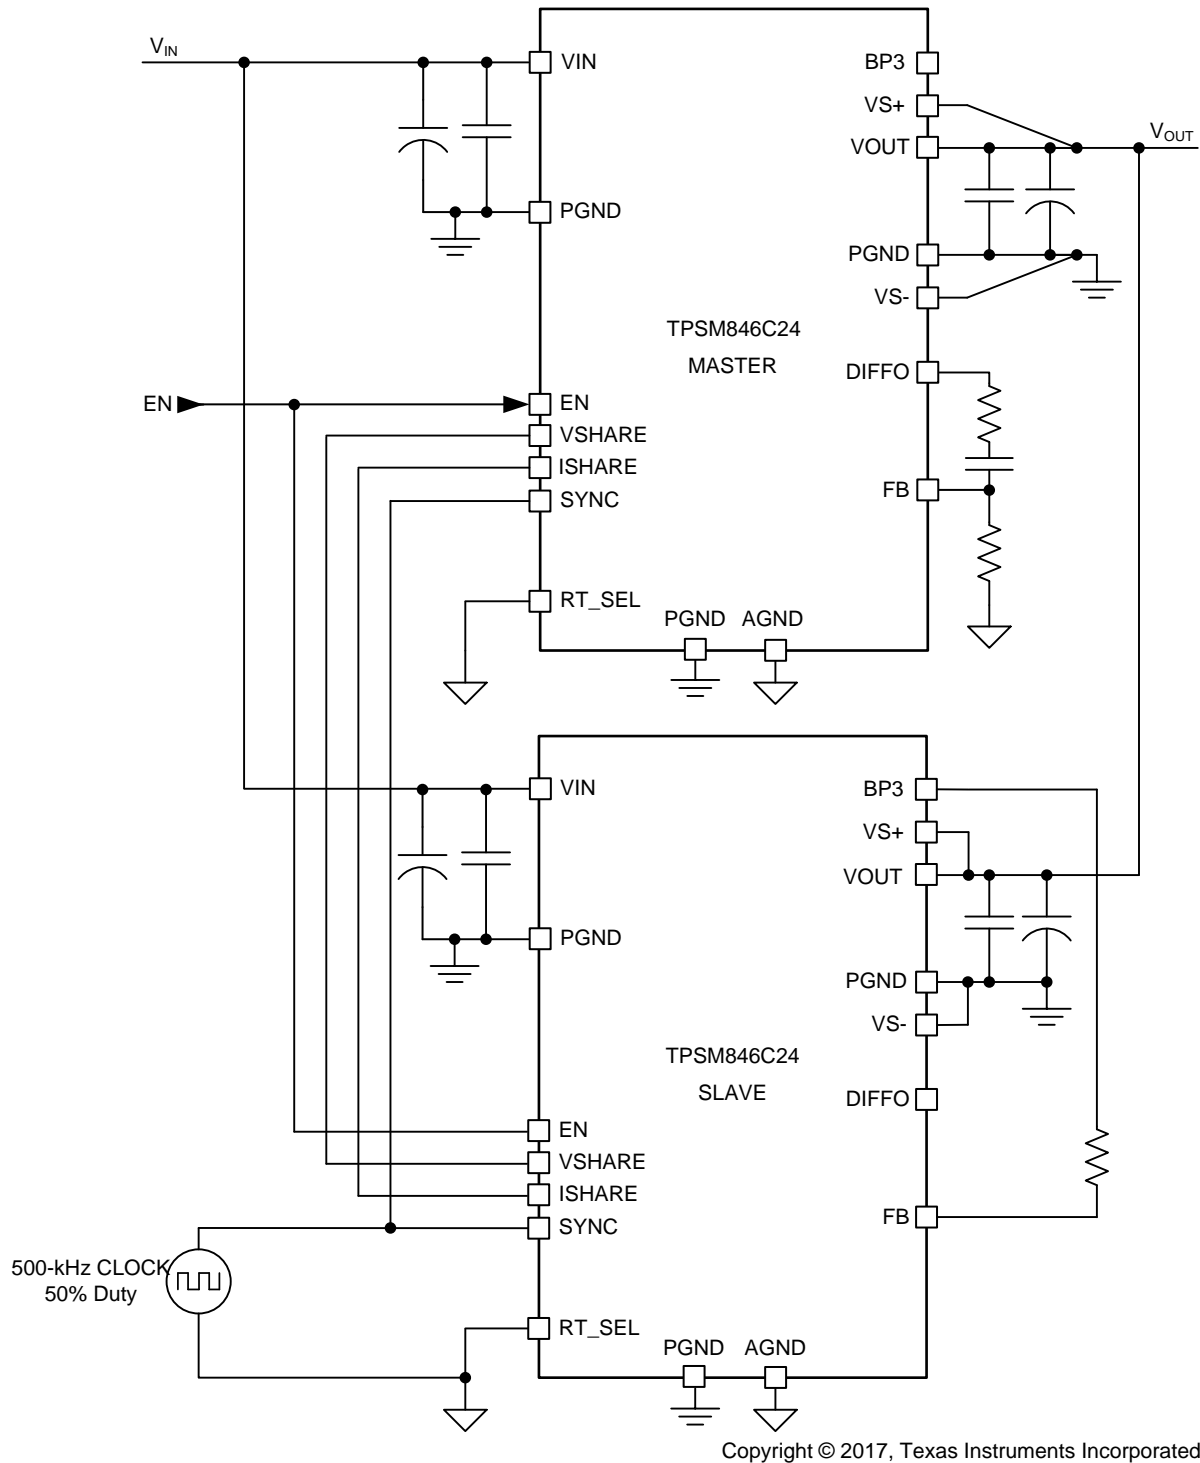 VIN
VIN
BP3
VS+
VOUT
VOUT
PGND
PGND
VS-
TPSM846C24
MASTER
DIFFO
EN
EN
VSHARE
ISHARE
SYNC
FB
RT_SEL
PGND
AGND
VIN
BP3
VS+
VOUT
PGND
PGND
VS-
TPSM846C24
SLAVE
DIFFO
EN
VSHARE
ISHARE
SYNC
FB
500-kHz CLOCK
50% Duty
RT_SEL
PGND
AGND
Copyright © 2017, Texas Instruments Incorporated